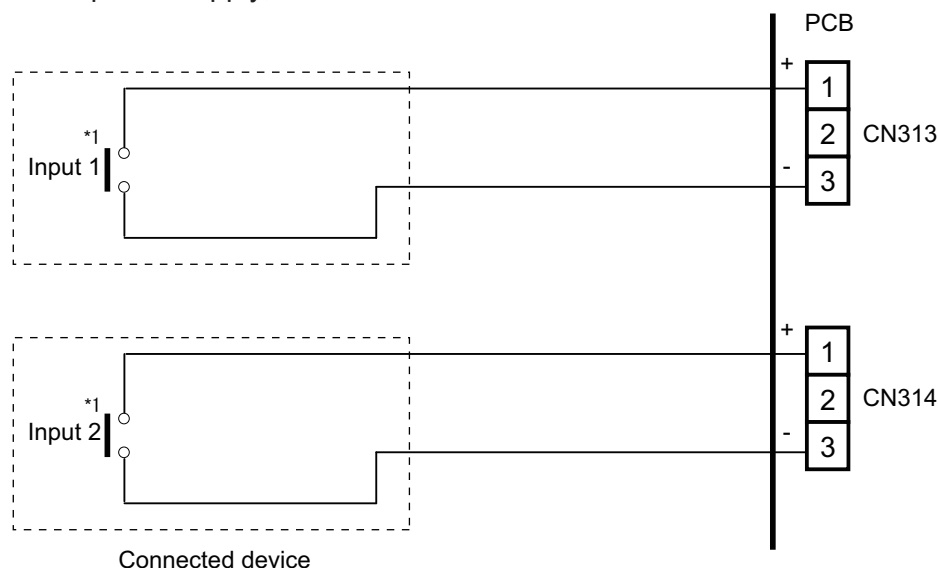 PCB
+
1
*1
Input 1
2
CN313
-
3
+
1
*1
Input 2
2
CN314
-
3
Connected device